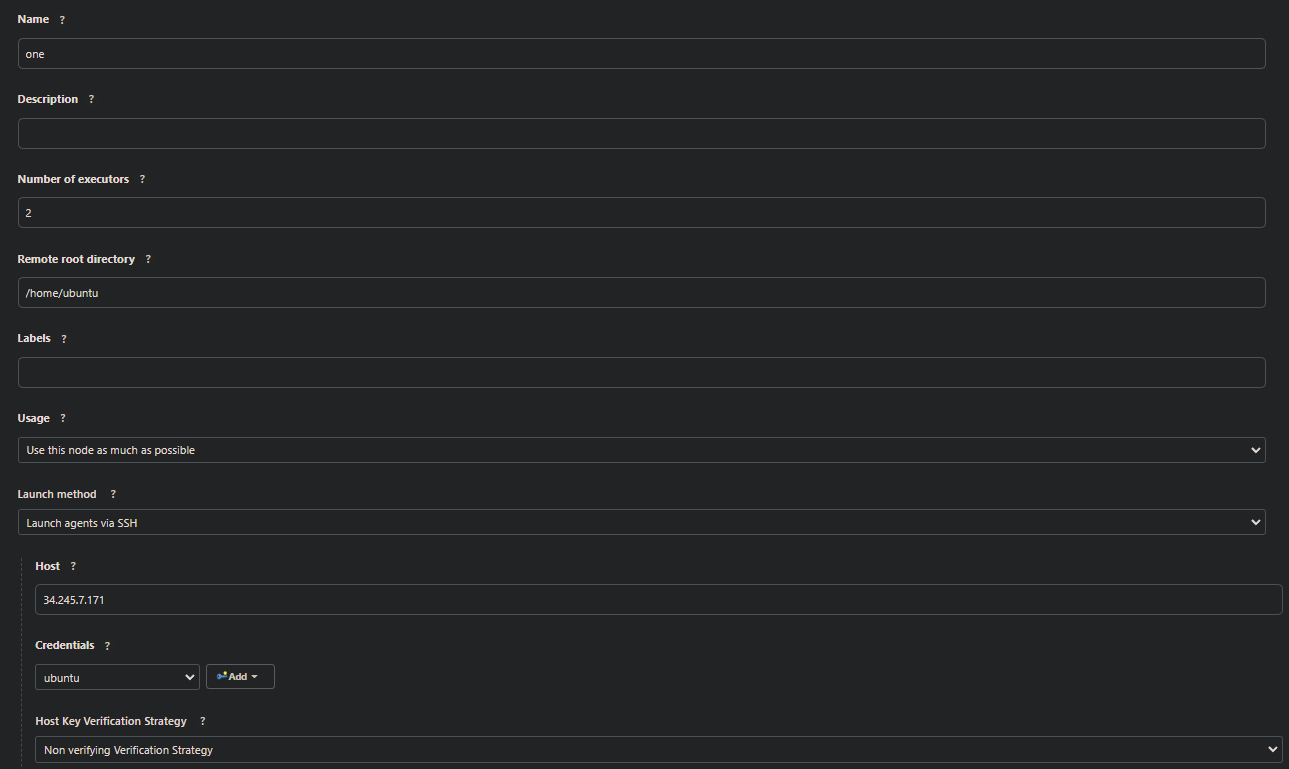 Name ?
one
Description ?
Number of executors ?
2
Remote root directory ?
/home/ubuntu
Labels ?
Usage ?
Use this node as much as possible
Launch method ?
Launch agents via SSH
Host ?
34.245.7.171
Credentials ?
ubuntu
Add
Host Key Verification Strategy ?
Non verifying Verification Strategy